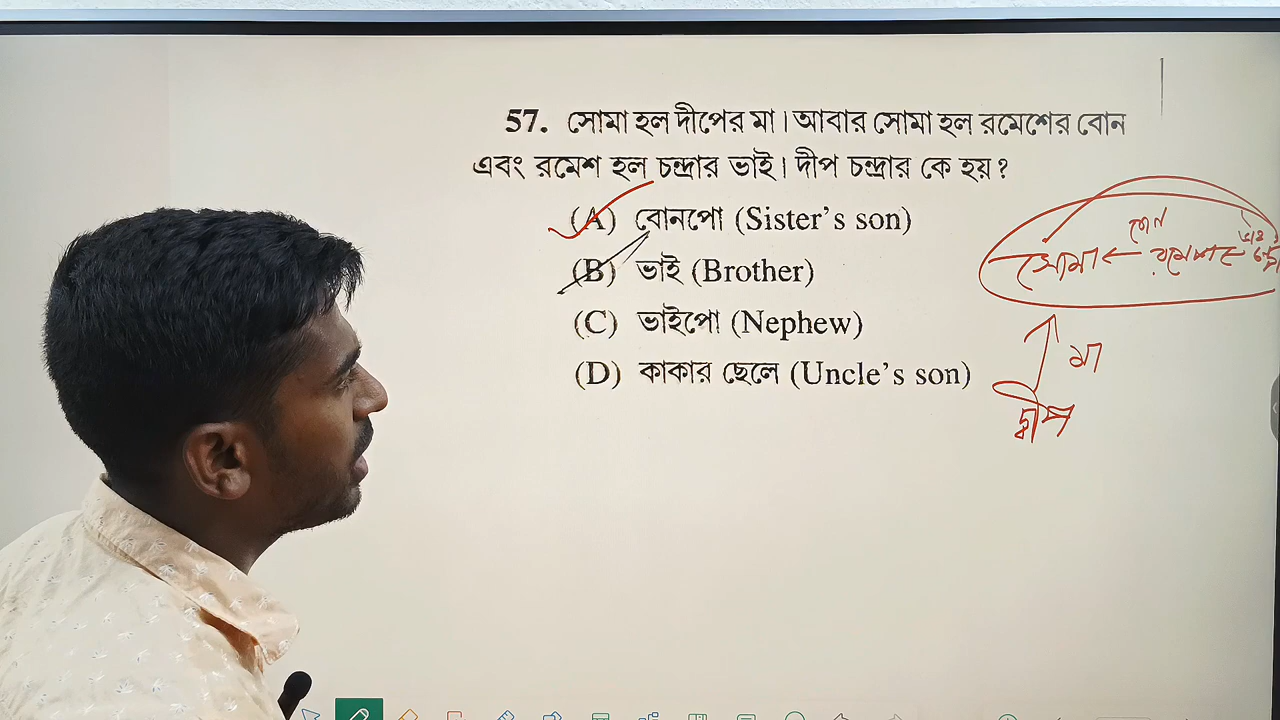 57. সোমা হল দীপের মা। আবার সোমা হল রমেশের বোন
এবং রমেশ হল চন্দ্রার ভাই। দীপ চন্দ্রার কে হয়?
(A) বোনপো (Sister's son)
(B) ভাই (Brother)
(C) ভাইপো (Nephew)
(D) কাকার ছেলে (Uncle's son)
বোন ভাই
সোমা ← রমেশ ←
মা
দীপ